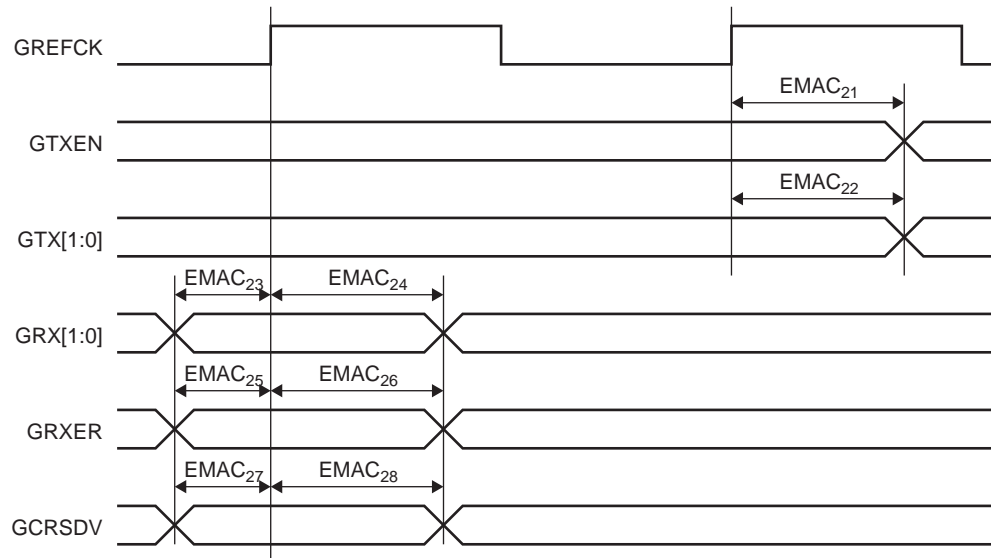 GREFCK
EMAC21
GTXEN
EMAC22
GTX[1:0]
EMAC23 EMAC24
GRX[1:0]
EMAC25 EMAC26
GRXER
EMAC27 EMAC28
GCRSDV